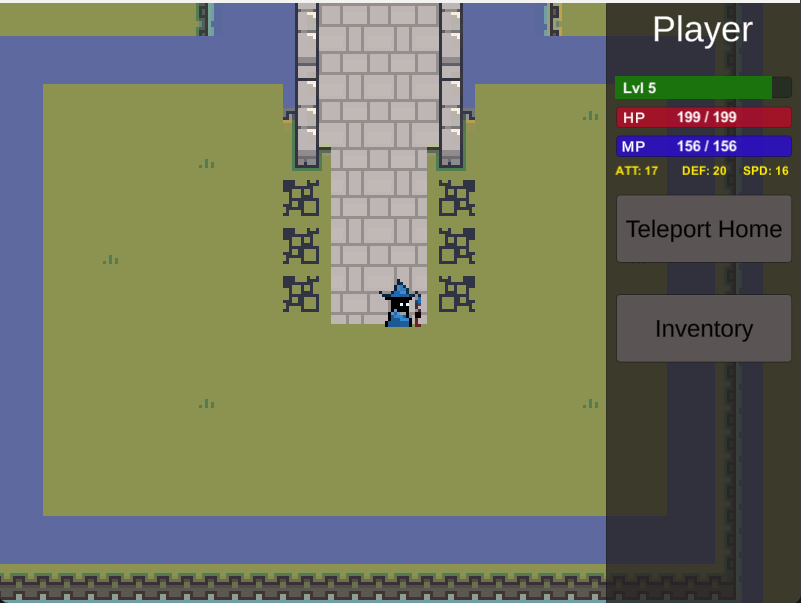 Player
Lvl 5
HP 199 / 199
MP 156 / 156
ATT: 17 DEF: 20 SPD: 16
Teleport Home
Inventory